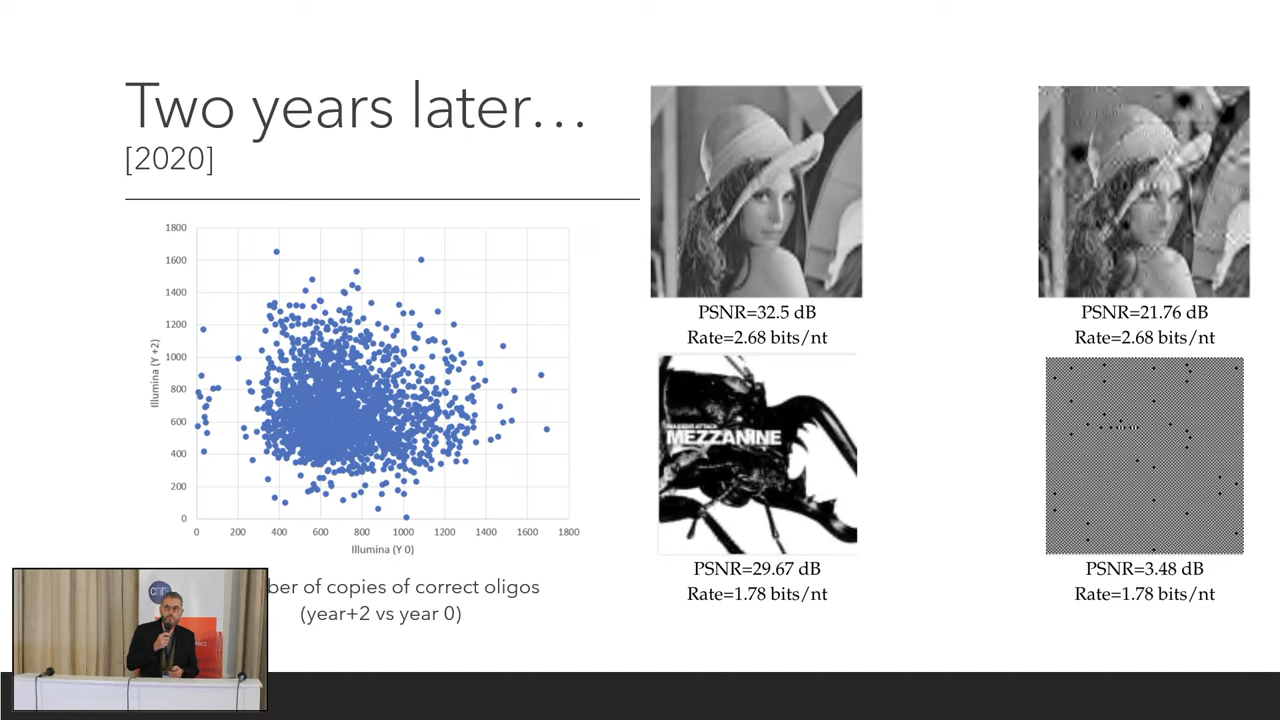 Two years later…
[2020]
1800
1600
1400
1200
1000
800
600
400
200
0
Illumina (Y +2)
0 200 400 600 800 1000 1200 1400 1600 1800
Illumina (Y 0)
of copies of correct oligos
(year+2 vs year 0)
PSNR=32.5 dB
Rate=2.68 bits/nt
PSNR=21.76 dB
Rate=2.68 bits/nt
MEZZANINE
PSNR=29.67 dB
Rate=1.78 bits/nt
PSNR=3.48 dB
Rate=1.78 bits/nt